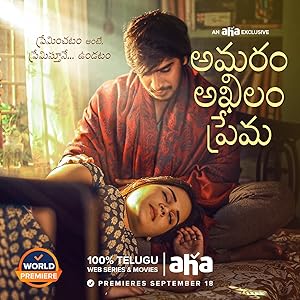 AN aha EXCLUSIVE
ప్రేమించటం అంటే,
ప్రేమిస్తూనే... ఉండటం
అమరం
అఖిలం
ప్రేమ
WORLD
PREMIERE
100% TELUGU
WEB SERIES & MOVIES
aha
PREMIERES SEPTEMBER 18